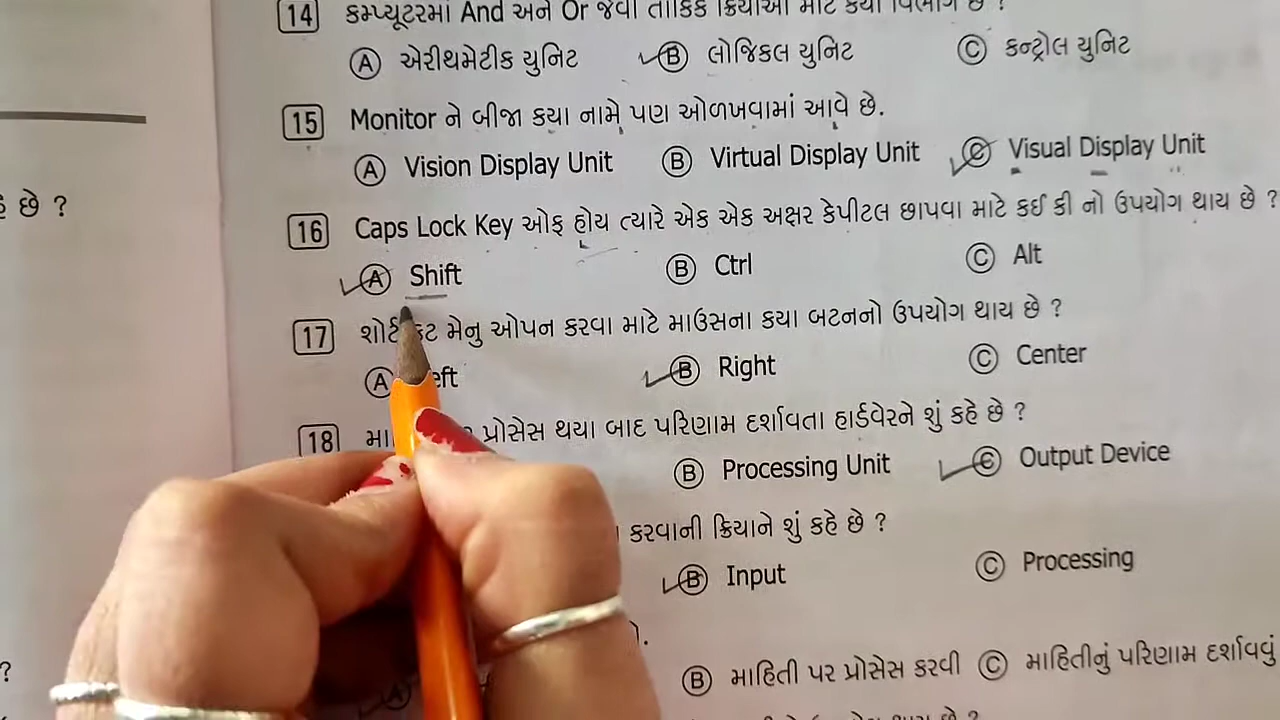 14 કમ્પ્યૂટરમાં And અને Or જેવી તાર્કિક ક્રિયાઓ માટે કયો વિભાગ છે ?
A એરીથમેટીક યુનિટ B લોજિકલ યુનિટ C કન્ટ્રોલ યુનિટ
15 Monitor ને બીજા કયા નામે પણ ઓળખવામાં આવે છે.
A Vision Display Unit B Virtual Display Unit C Visual Display Unit
છે ?
16 Caps Lock Key ઓફ હોય ત્યારે એક એક અક્ષર કેપીટલ છાપવા માટે કઈ કી નો ઉપયોગ થાય છે ?
A Shift B Ctrl C Alt
17 શોર્ટકટ મેનુ ઓપન કરવા માટે માઉસના કયા બટનનો ઉપયોગ થાય છે ?
A Left B Right C Center
18 પ્રોસેસ થયા બાદ પરિણામ દર્શાવતા હાર્ડવેરને શું કહે છે ?
B Processing Unit C Output Device
કરવાની ક્રિયાને શું કહે છે ?
B Input C Processing
?
A B માહિતી પર પ્રોસેસ કરવી C માહિતીનું પરિણામ દર્શાવવું